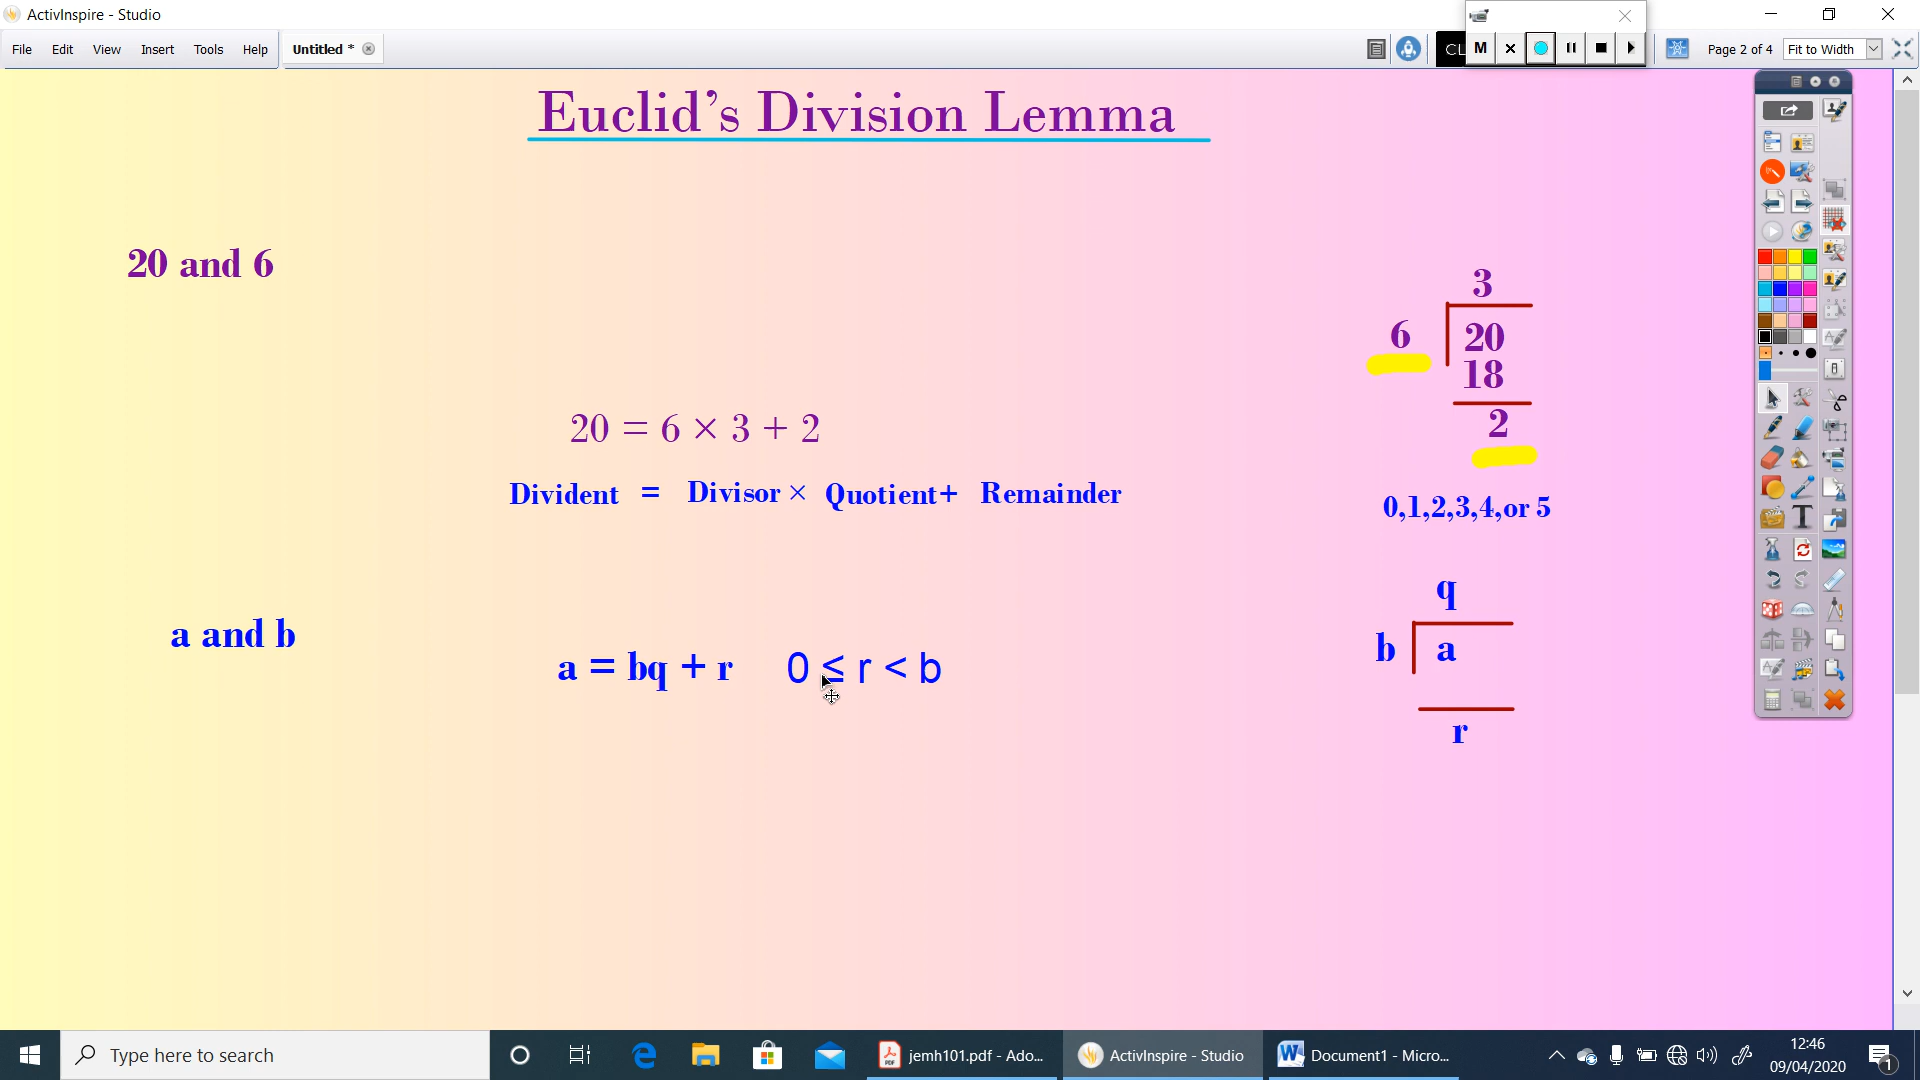 ActivInspire - Studio
File Edit View Insert Tools Help Untitled *
CL M
Page 2 of 4 Fit to Width
Euclid's Division Lemma
20 and 6
3
6 20
18
2
20 = 6 × 3 + 2
Divident = Divisor × Quotient+ Remainder
0,1,2,3,4,or 5
q
a and b
b a
a = bq + r 0 ≤ r < b
r
Type here to search
jemh101.pdf - Ado...
ActivInspire - Studio
Document1 - Micro...
12:46
09/04/2020
1